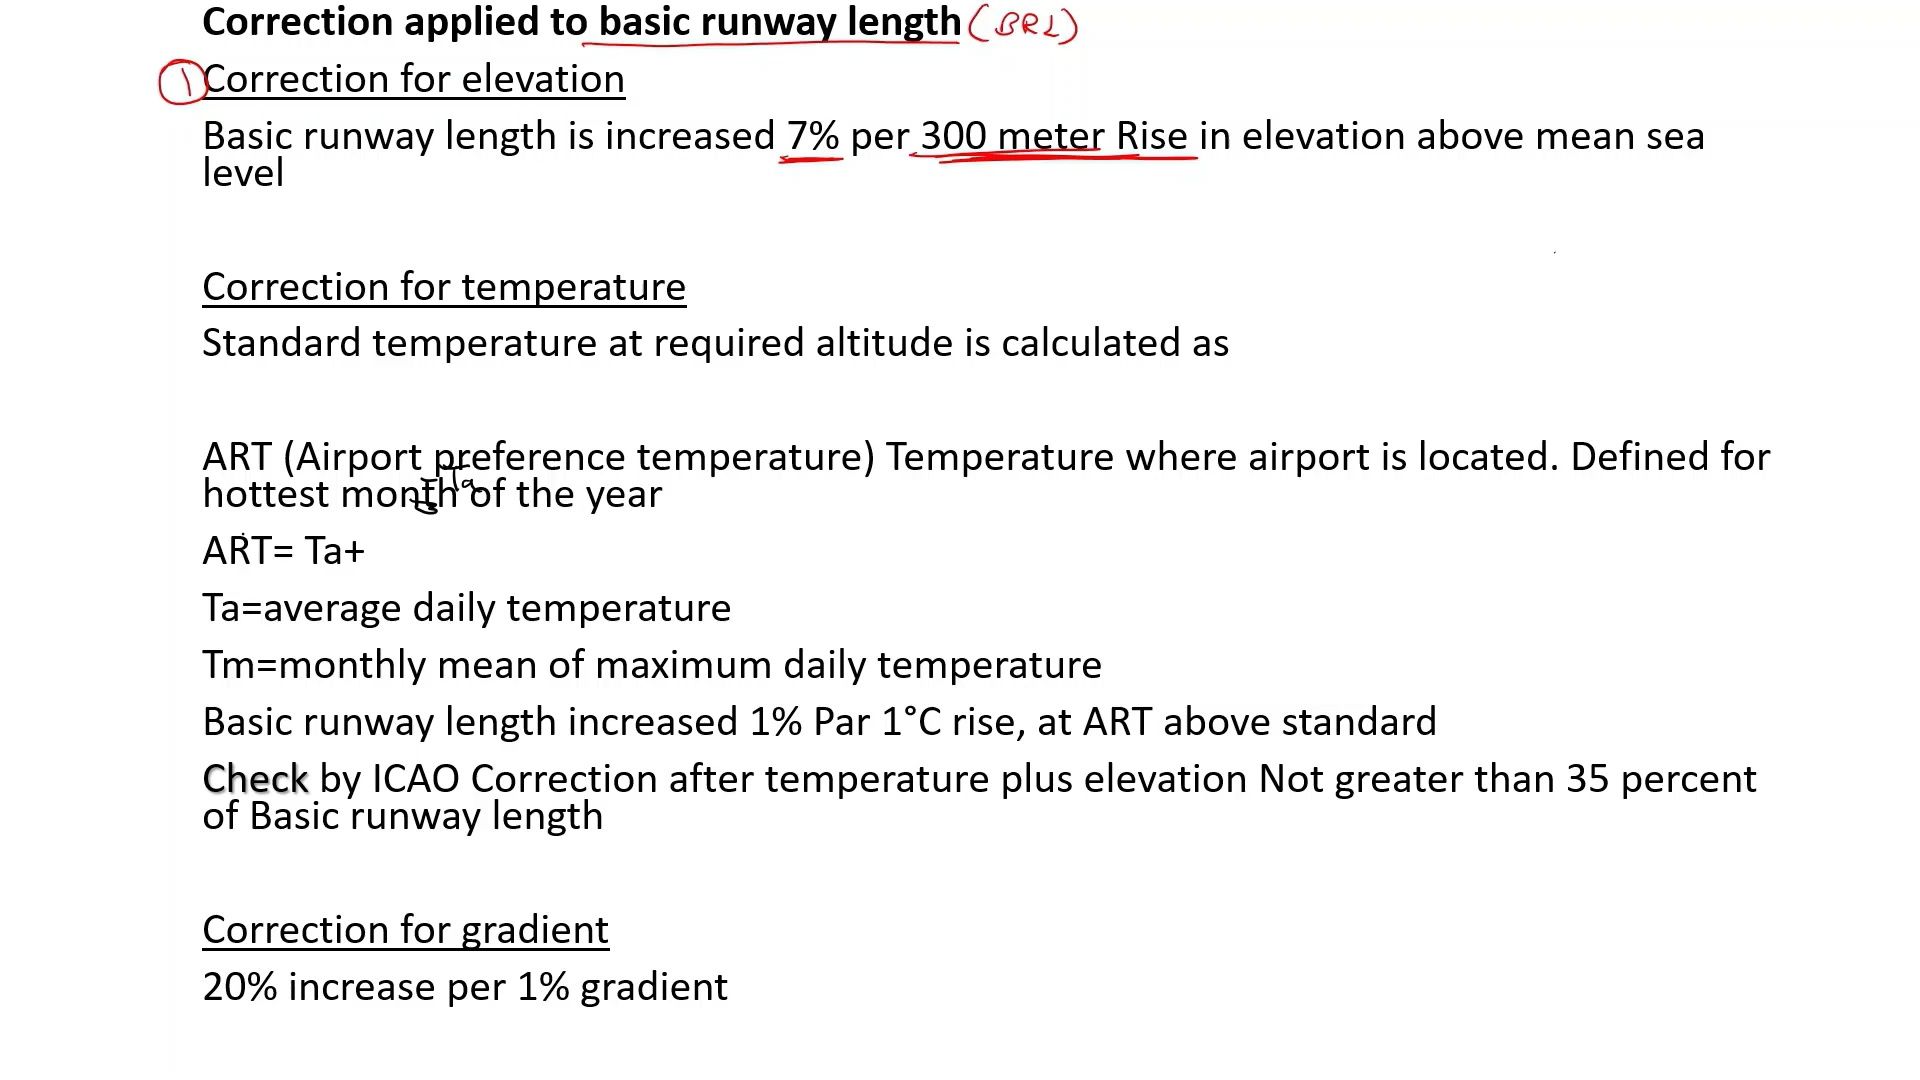 Correction applied to basic runway length (BRL)
1 Correction for elevation
Basic runway length is increased 7% per 300 meter Rise in elevation above mean sea
level
Correction for temperature
Standard temperature at required altitude is calculated as
ART (Airport preference temperature) Temperature where airport is located. Defined for
hottest month of the year
Ta
ART= Ta+
Ta=average daily temperature
Tm=monthly mean of maximum daily temperature
Basic runway length increased 1% Par 1°C rise, at ART above standard
Check by ICAO Correction after temperature plus elevation Not greater than 35 percent
of Basic runway length
Correction for gradient
20% increase per 1% gradient